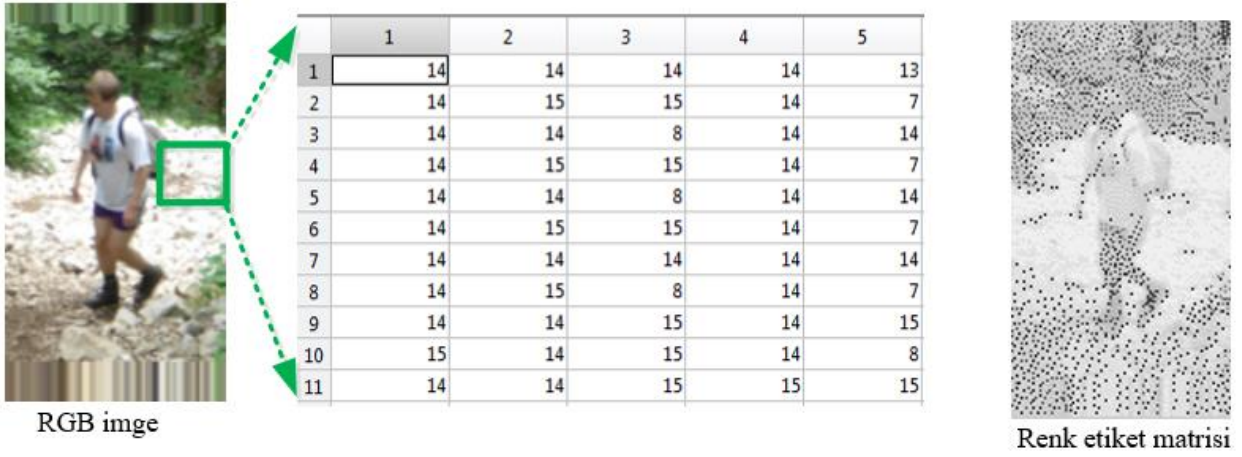 1 2 3 4 5
1 14 14 14 14 13
2 14 15 15 14 7
3 14 14 8 14 14
4 14 15 15 14 7
5 14 14 8 14 14
6 14 15 15 14 7
7 14 14 14 14 14
8 14 15 8 14 7
9 14 14 15 14 15
10 15 14 15 14 8
11 14 14 15 15 15
RGB imge
Renk etiket matrisi